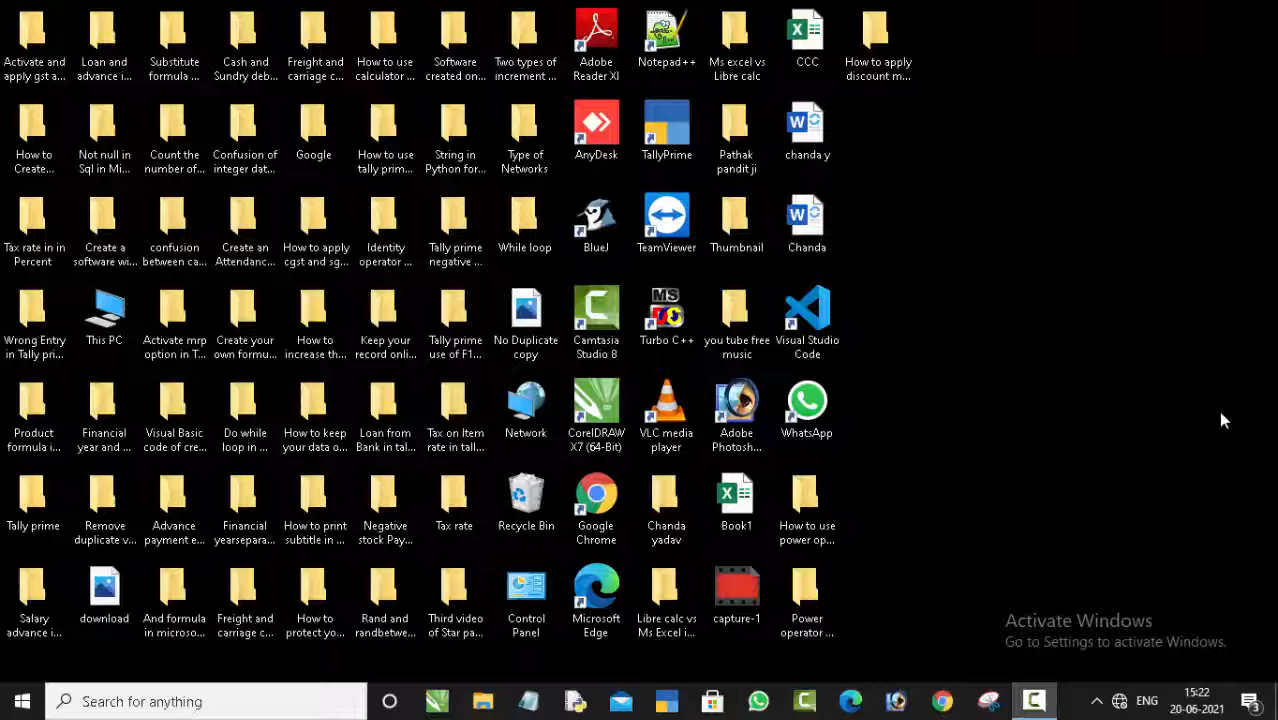 Activate and
apply gst a...
Loan and
advance i...
Substitute
formula ...
Cash and
Sundry deb...
Freight and
carriage c...
How to use
calculator ...
Software
created on...
Two types of
increment ...
Adobe
Reader XI
Notepad++
Ms excel vs
Libre calc
CCC
How to apply
discount m...
How to
Create...
Not null in
Sql in Mi...
Count the
number of...
Confusion of
integer dat...
Google
How to use
tally prim...
String in
Python for...
Type of
Networks
AnyDesk
TallyPrime
Pathak
pandit ji
chanda y
Tax rate in in
Percent
Create a
software wi...
confusion
between ca...
Create an
Attendanc...
How to apply
cgst and sg...
Identity
operator ...
Tally prime
negative ...
While loop
BlueJ
TeamViewer
Thumbnail
Chanda
Wrong Entry
in Tally pri...
This PC
Activate mrp
option in T...
Create your
own formu...
How to
increase th...
Keep your
record onli...
Tally prime
use of F1...
No Duplicate
copy
Camtasia
Studio 8
MS
Turbo C++
you tube free
music
Visual Studio
Code
Product
formula i...
Financial
year and ...
Visual Basic
code of cre...
Do while
loop in ...
How to keep
your data o...
Loan from
Bank in tal...
Tax on Item
rate in tall...
Network
CorelDRAW
X7 (64-Bit)
VLC media
player
Adobe
Photosh...
WhatsApp
Tally prime
Remove
duplicate v...
Advance
payment e...
Financial
yearsepara...
How to print
subtitle in ...
Negative
stock Pay...
Tax rate
Recycle Bin
Google
Chrome
Chanda
yadav
Book1
How to use
power op...
Salary
advance i...
download
And formula
in microso...
Freight and
carriage c...
How to
protect yo...
Rand and
randbetwe...
Third video
of Star pa...
Control
Panel
Microsoft
Edge
Libre calc vs
Ms Excel i...
capture-1
Power
operator ...
Activate Windows
Go to Settings to activate Windows.
Search for anything
ENG
15:22
20-06-2021
3